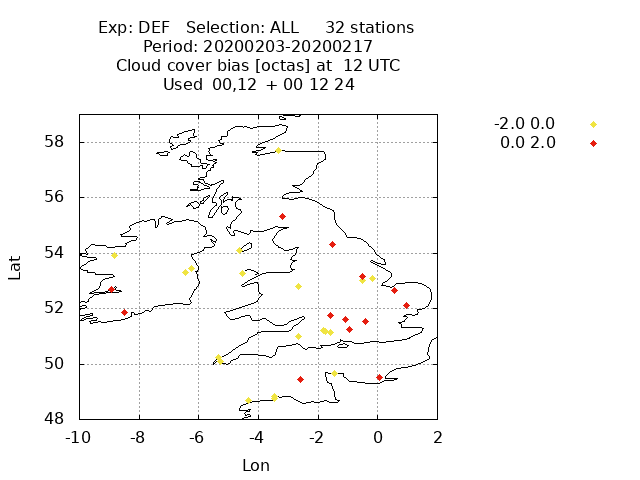 Exp: DEF Selection: ALL 32 stations
Period: 20200203-20200217
Cloud cover bias [octas] at 12 UTC
Used 00,12 + 00 12 24
-2.0 0.0
0.0 2.0
58
56
54
52
50
48
Lat
-10 -8 -6 -4 -2 0 2
Lon